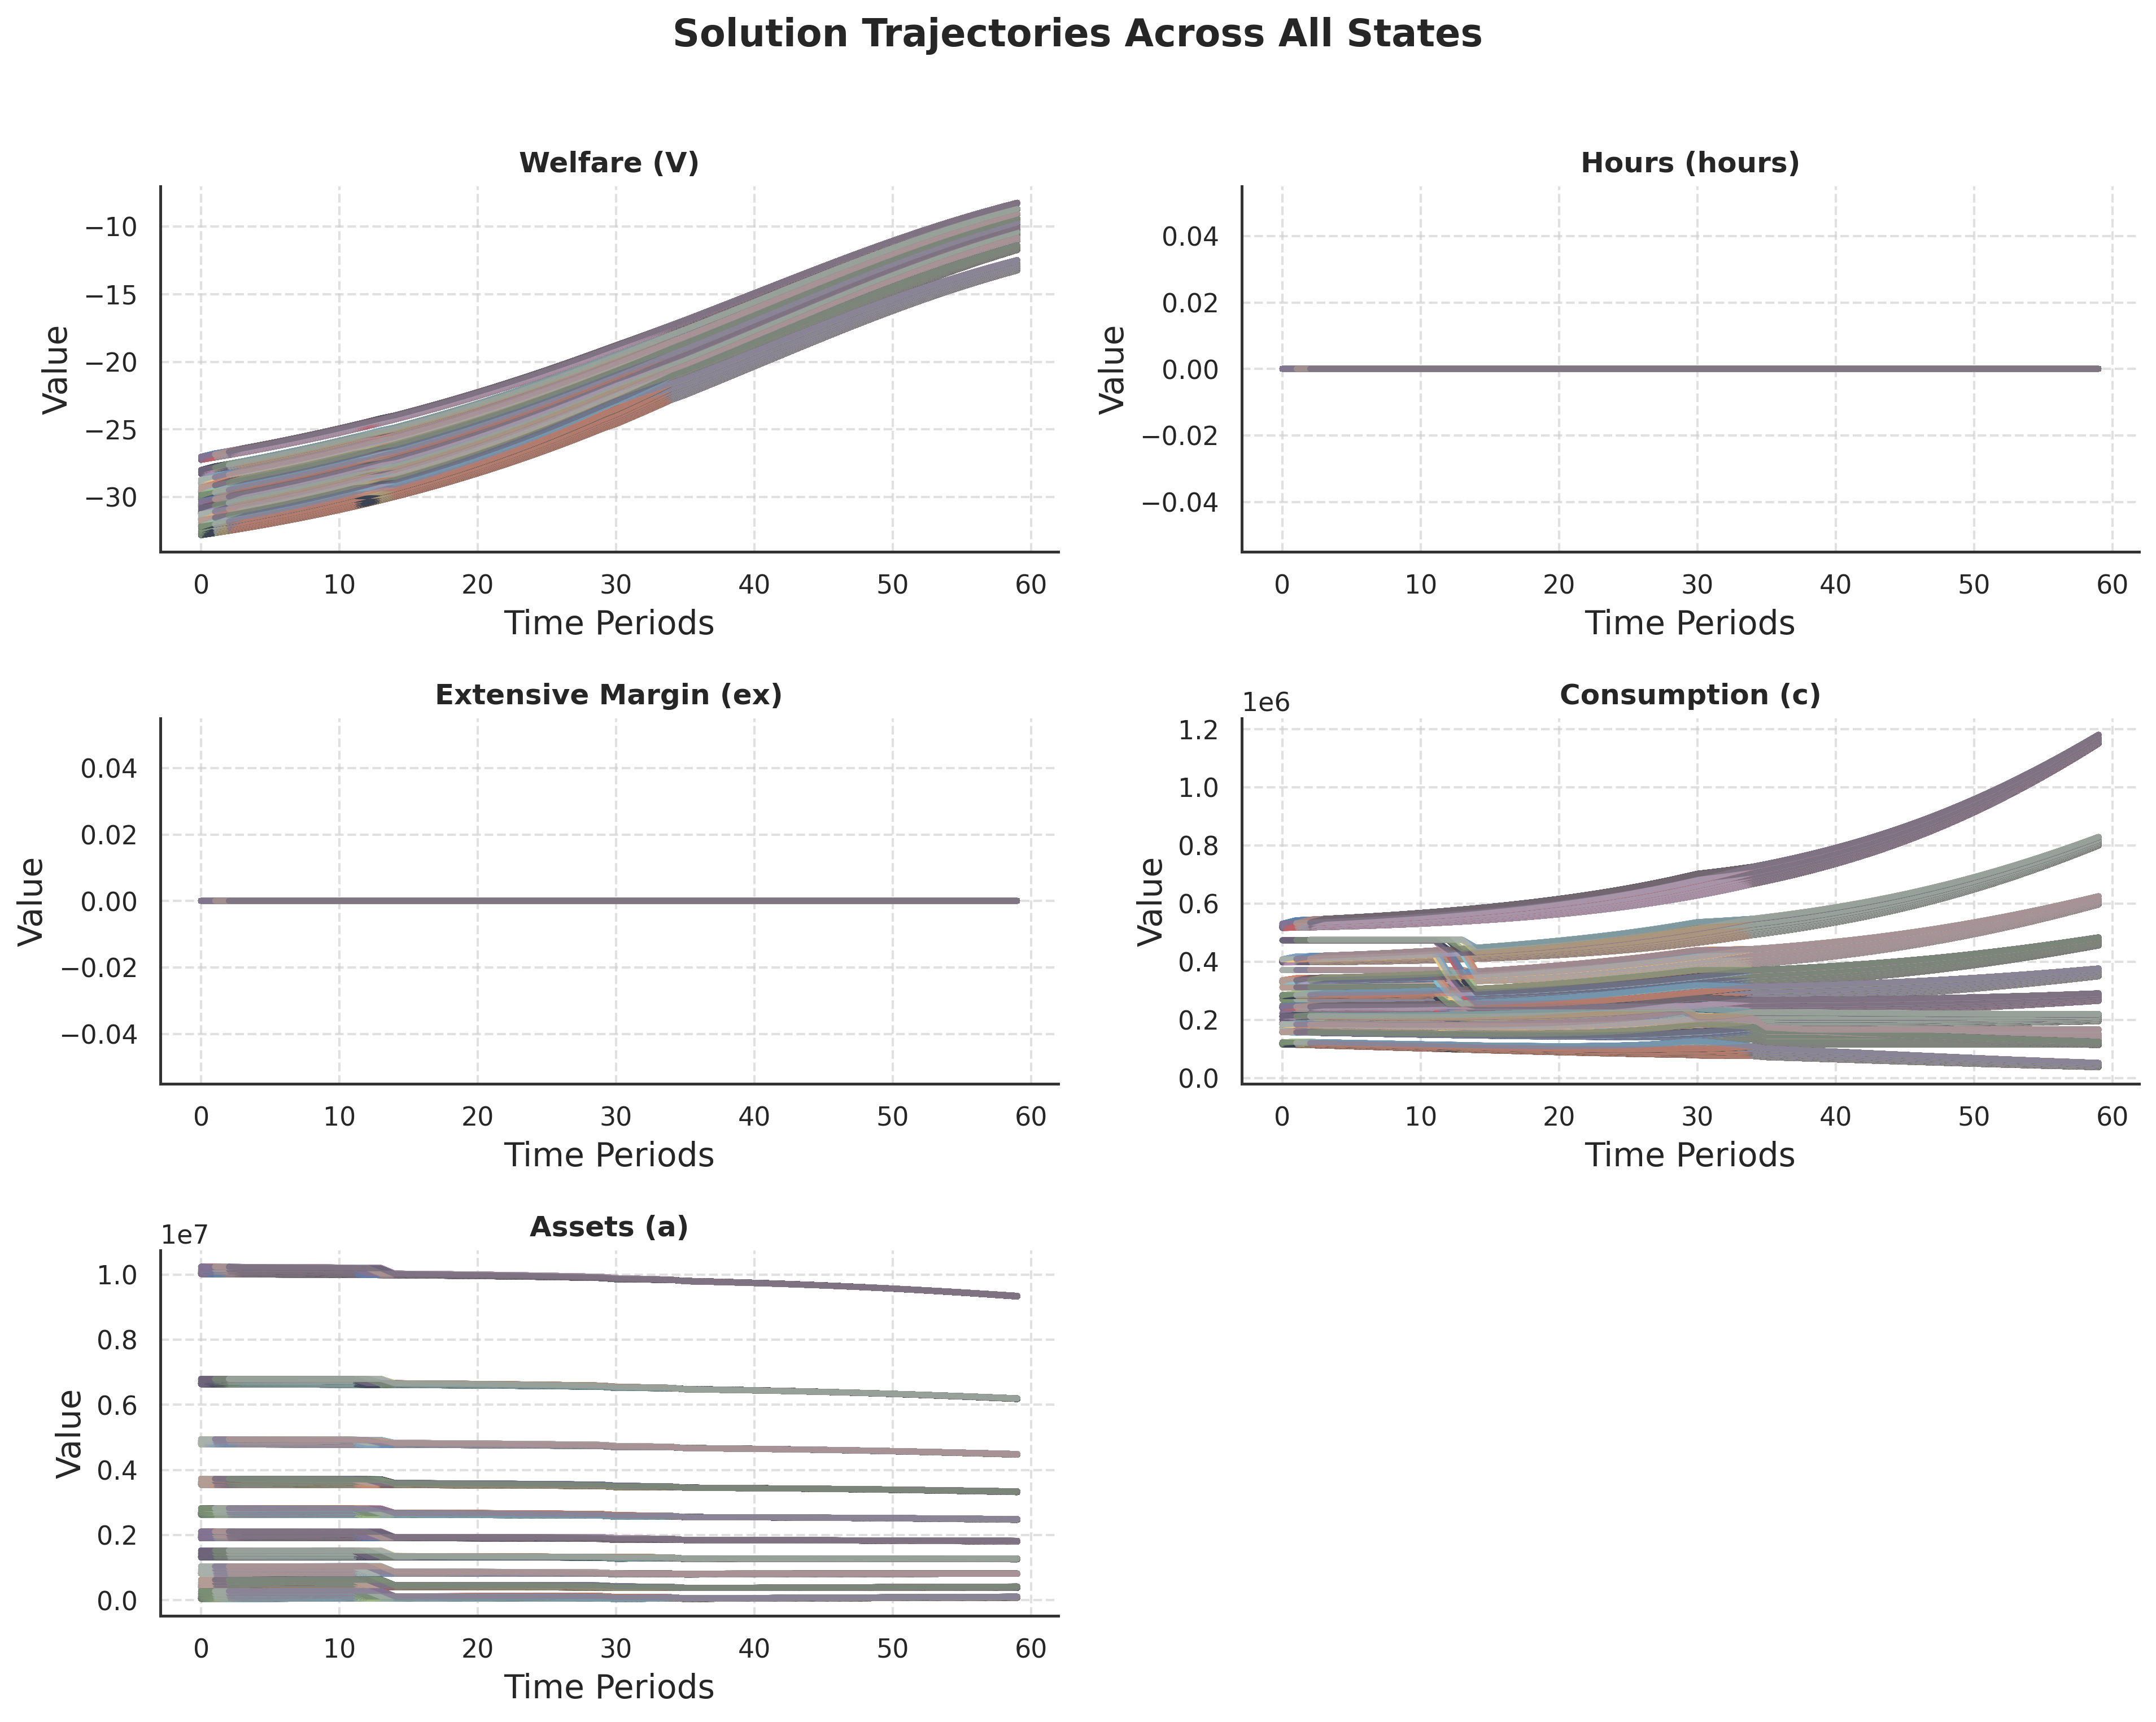 Solution Trajectories Across All States
Welfare (V)
Value
−10
−15
−20
−25
−30
0 10 20 30 40 50 60
Time Periods
Hours (hours)
Value
0.04
0.02
0.00
−0.02
−0.04
0 10 20 30 40 50 60
Time Periods
Extensive Margin (ex)
Value
0.04
0.02
0.00
−0.02
−0.04
0 10 20 30 40 50 60
Time Periods
1e6
Consumption (c)
Value
1.2
1.0
0.8
0.6
0.4
0.2
0.0
0 10 20 30 40 50 60
Time Periods
1e7
Assets (a)
Value
1.0
0.8
0.6
0.4
0.2
0.0
0 10 20 30 40 50 60
Time Periods